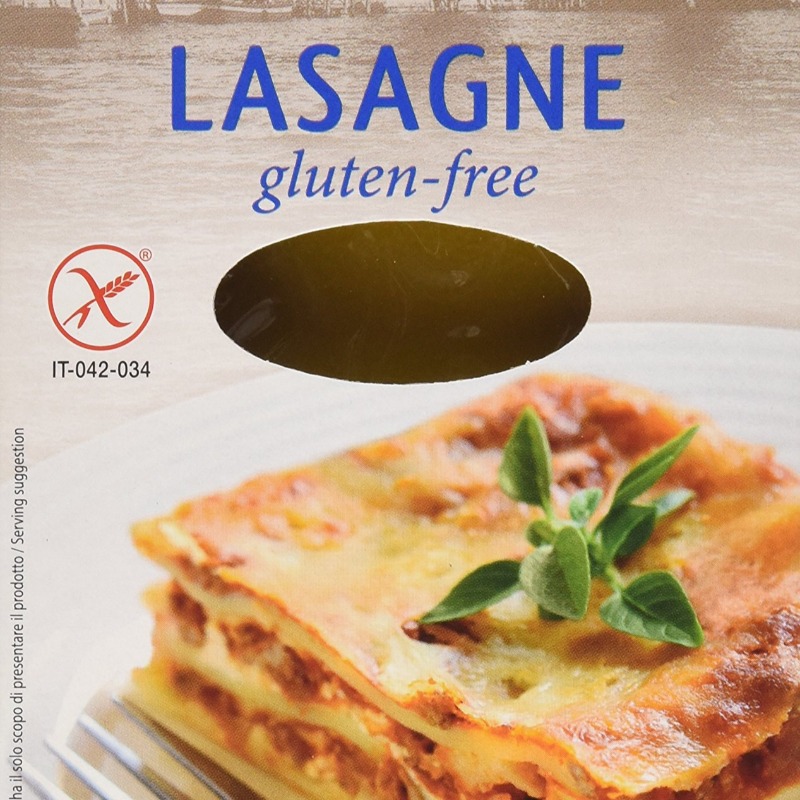 LASAGNE
gluten-free
®
IT-042-034
ha il solo scopo di presentare il prodotto / Serving suggestion